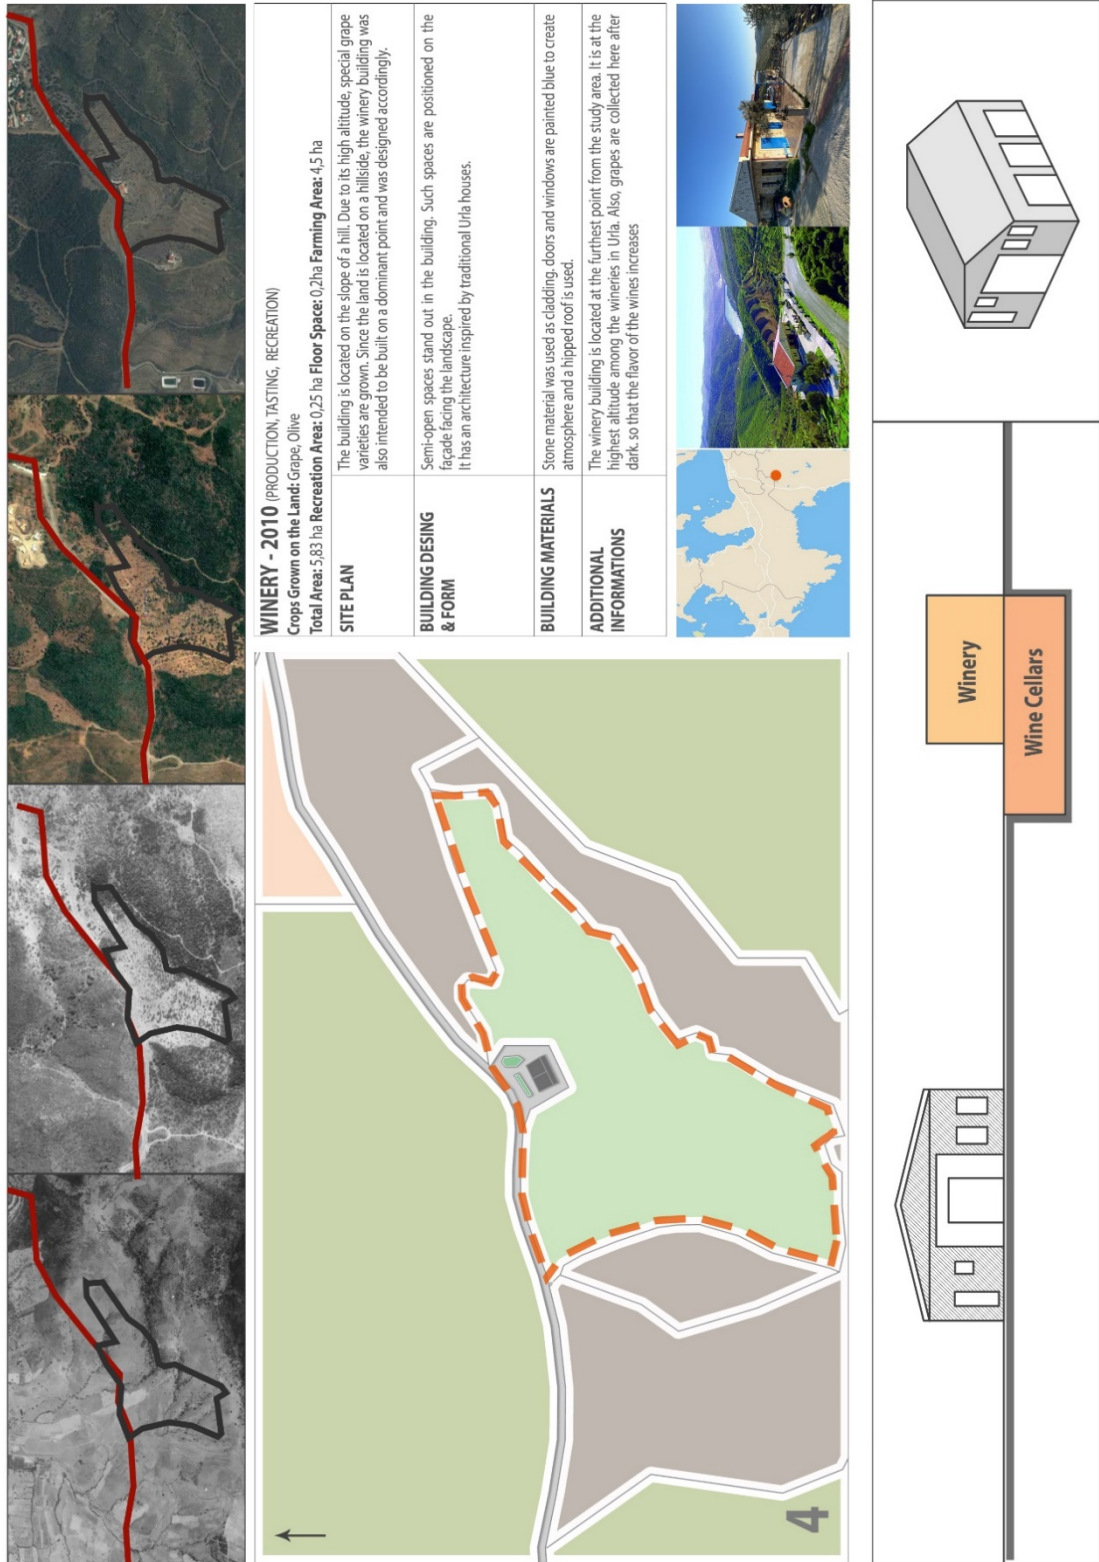 WINERY - 2010 (PRODUCTION, TASTING, RECREATION)
Crops Grown on the Land: Grape, Olive
Total Area: 5,83 ha Recreation Area: 0,25 ha Floor Space: 0,2ha Farming Area: 4,5 ha
SITE PLAN
The building is located on the slope of a hill. Due to its high altitude, special grape
varieties are grown. Since the land is located on a hillside, the winery building was
also intended to be built on a dominant point and was designed accordingly.
BUILDING DESING
& FORM
Semi-open spaces stand out in the building. Such spaces are positioned on the
façade facing the landscape.
It has an architecture inspired by traditional Urla houses.
BUILDING MATERIALS
Stone material was used as cladding, doors and windows are painted blue to create
atmosphere and a hipped roof is used.
ADDITIONAL
INFORMATIONS
The winery building is located at the furthest point from the study area. It is at the
highest altitude among the wineries in Urla. Also, grapes are collected here after
dark. so that the flavor of the wines increases
4
Winery
Wine Cellars